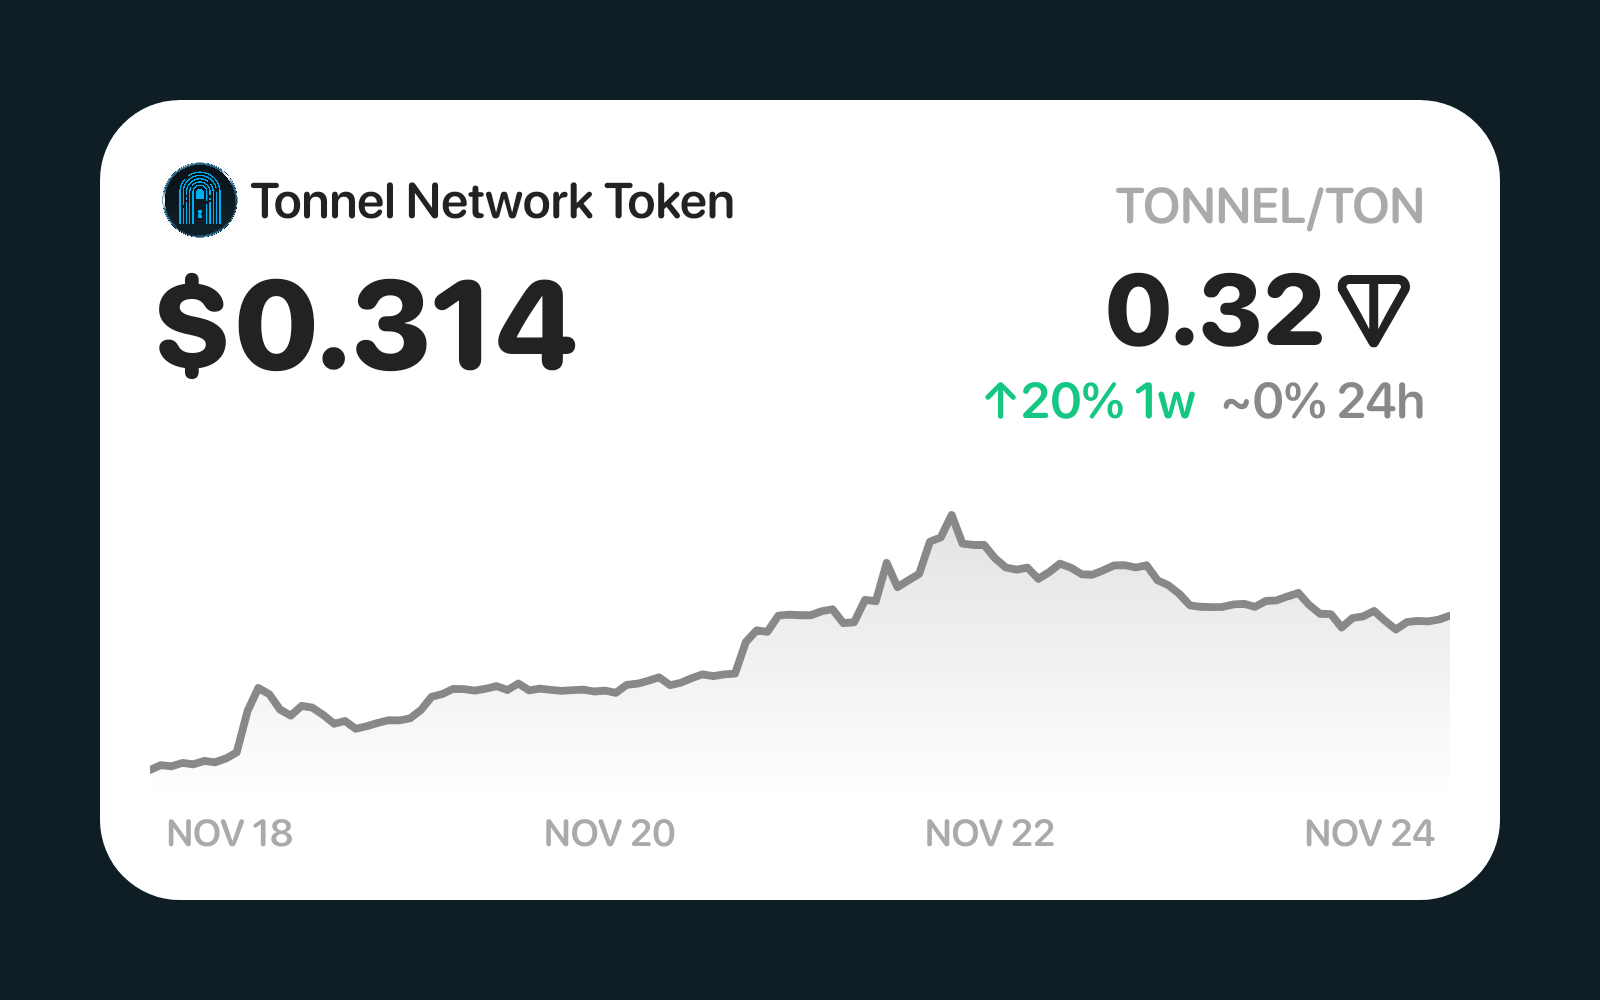 Tonnel Network Token
TONNEL/TON
$0.314
0.32
↑20% 1w ~0% 24h
NOV 18 NOV 20 NOV 22 NOV 24